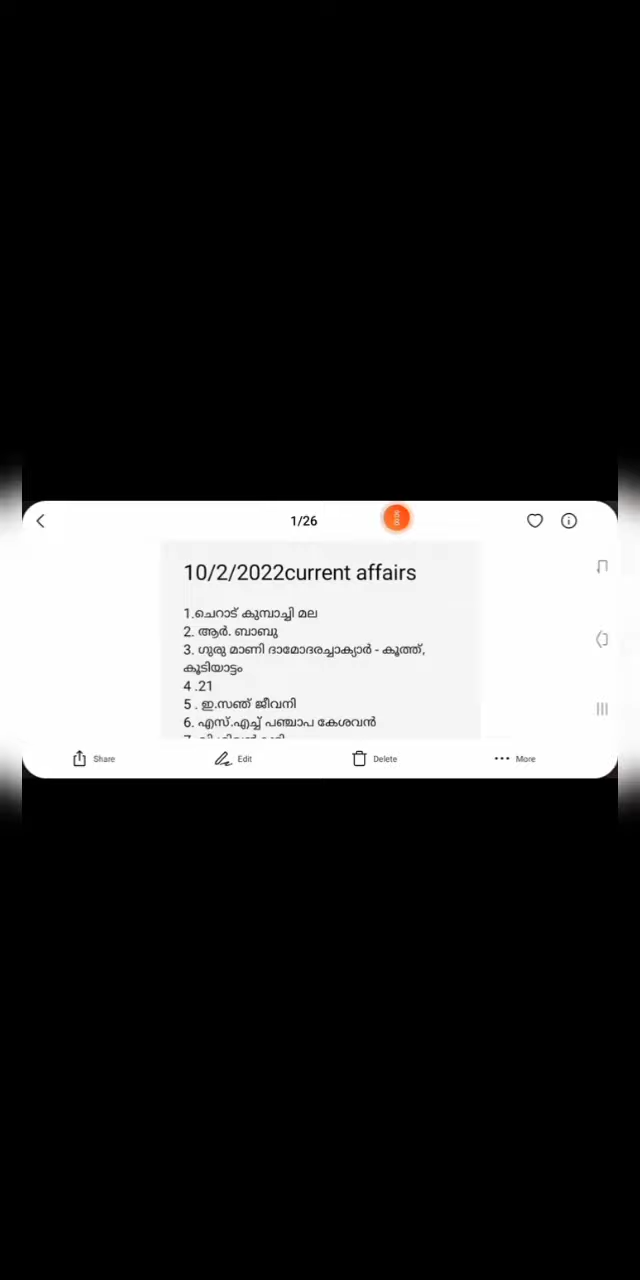 1/26
10/2/2022current affairs
1.ചെറാട് കുമ്പാച്ചി മല
2. ആർ. ബാബു
3. ഗുരു മാണി ദാമോദരച്ചാക്യാർ - കൂത്ത്,
കൂടിയാട്ടം
4 .21
5 . ഇ.സഞ് ജീവനി
6. എസ്.എച്ച് പഞ്ചാപ കേശവൻ
Share Edit Delete More